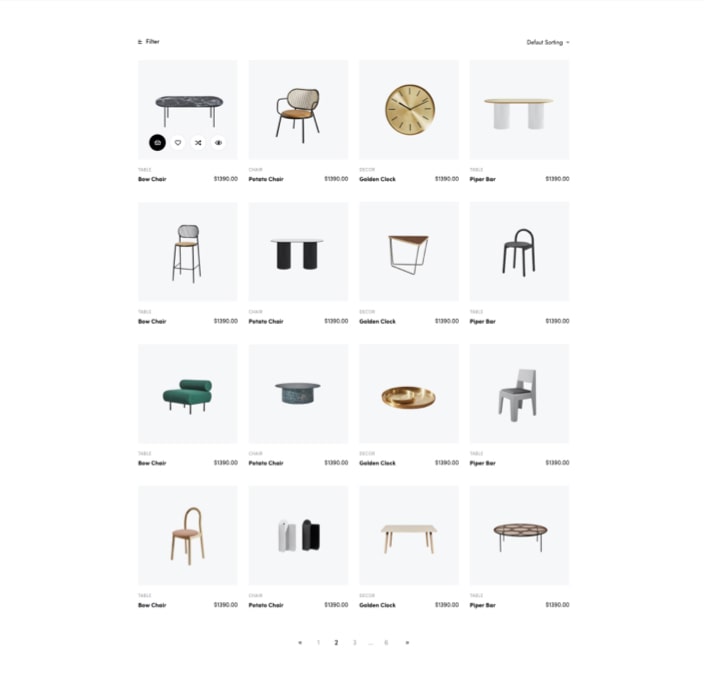 Filter
Defaut Sorting
TABLE
Bow Chair $1390.00
CHAIR
Potato Chair $1390.00
DECOR
Golden Clock $1390.00
TABLE
Piper Bar $1390.00
TABLE
Bow Chair $1390.00
CHAIR
Potato Chair $1390.00
DECOR
Golden Clock $1390.00
TABLE
Piper Bar $1390.00
TABLE
Bow Chair $1390.00
CHAIR
Potato Chair $1390.00
DECOR
Golden Clock $1390.00
TABLE
Piper Bar $1390.00
TABLE
Bow Chair $1390.00
CHAIR
Potato Chair $1390.00
DECOR
Golden Clock $1390.00
TABLE
Piper Bar $1390.00
« 1 2 3 ... 6 »